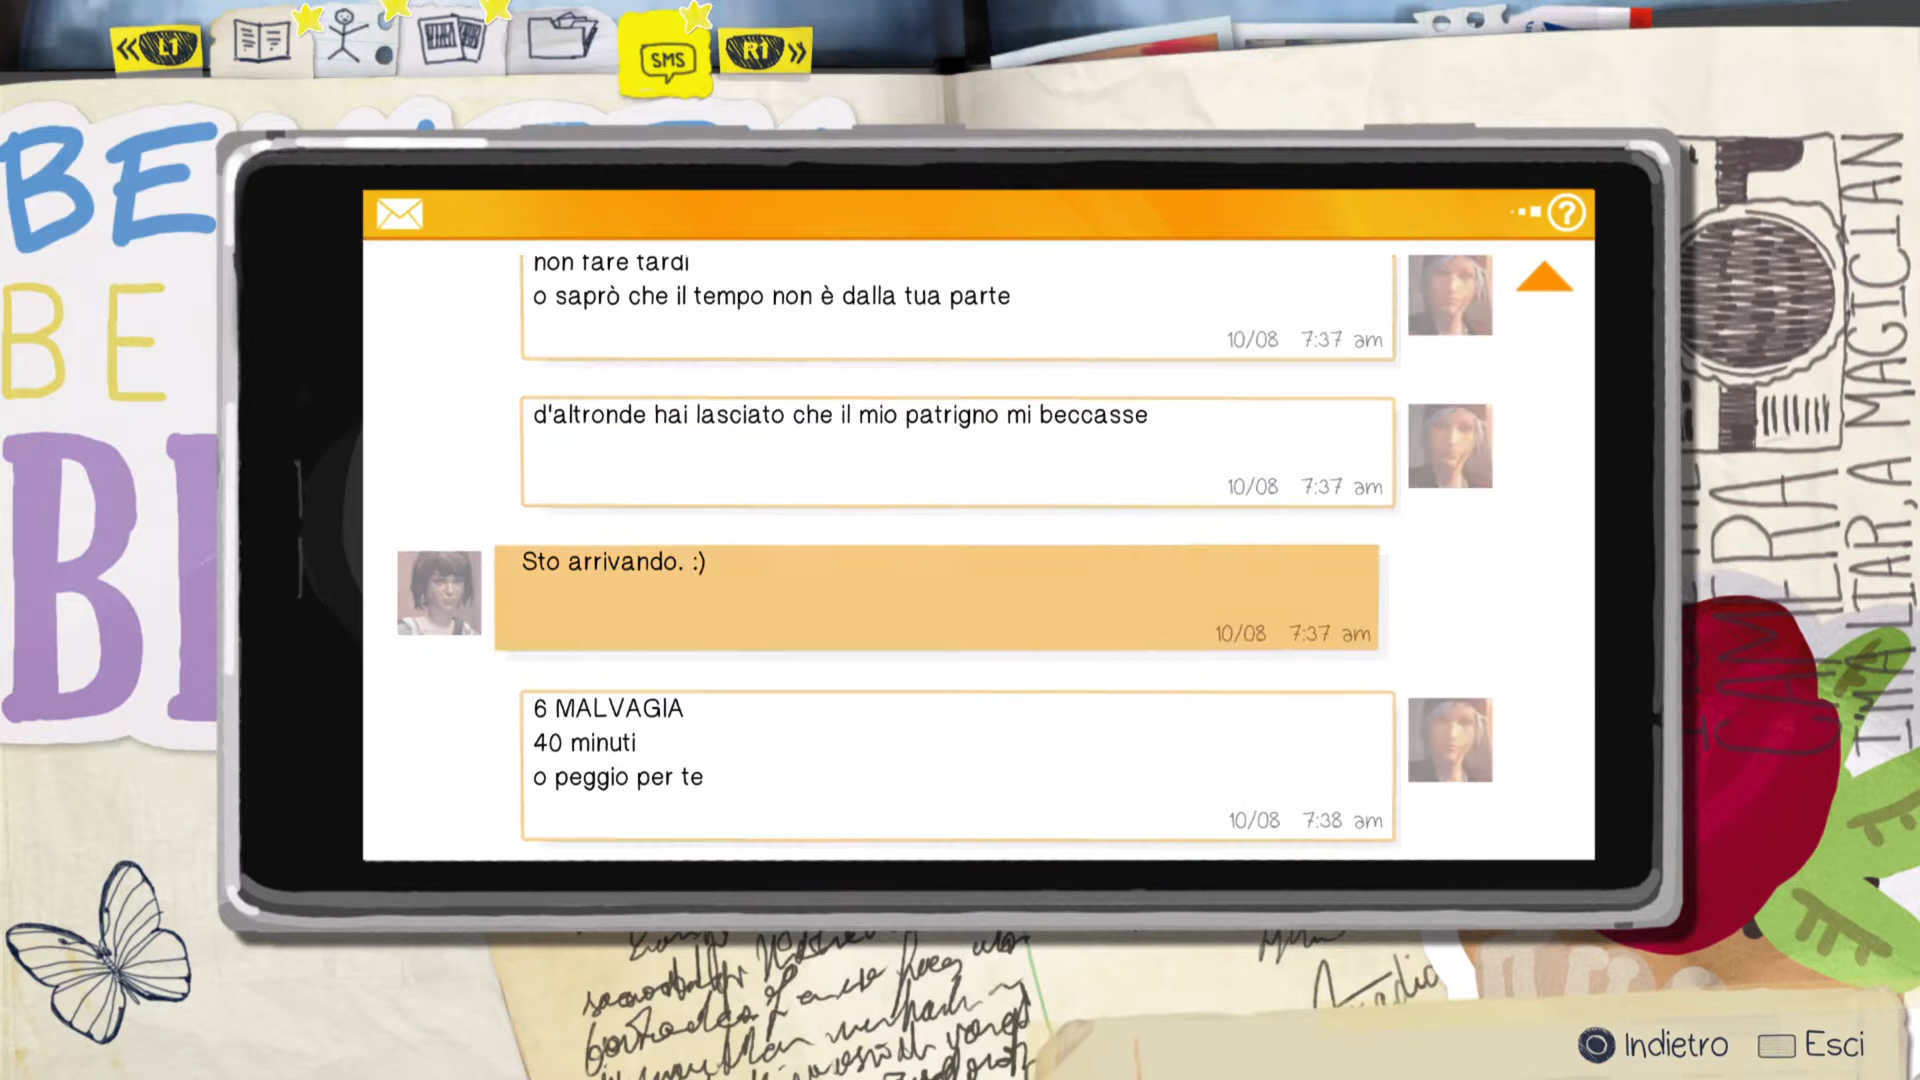 L1
SMS
R1
BE
BE
non fare tardi
o saprò che il tempo non è dalla tua parte
10/08 7:37 am
d'altronde hai lasciato che il mio patrigno mi beccasse
10/08 7:37 am
Sto arrivando. :)
10/08 7:37 am
6 MALVAGIA
40 minuti
o peggio per te
10/08 7:38 am
?
CAMERA
LIAR, A MAGICIAN
Indietro
Esci